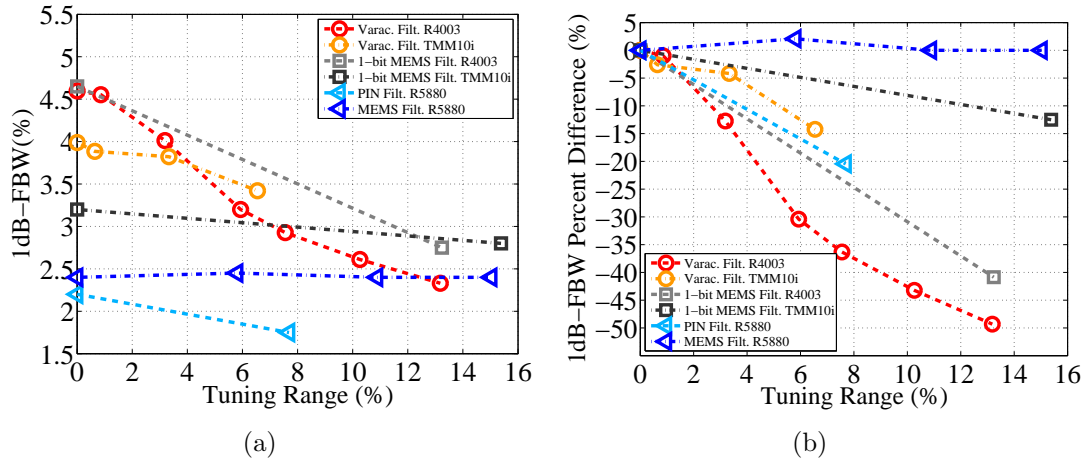 5.5
5
4.5
4
3.5
3
2.5
2
1.5
1dB−FBW(%)
0 2 4 6 8 10 12 14 16
Tuning Range (%)
Varac. Filt. R4003
Varac. Filt. TMM10i
1−bit MEMS Filt. R4003
1−bit MEMS Filt. TMM10i
PIN Filt. R5880
MEMS Filt. R5880
(a)
5
0
−5
−10
−15
−20
−25
−30
−35
−40
−45
−50
1dB−FBW Percent Difference (%)
Varac. Filt. R4003
Varac. Filt. TMM10i
1−bit MEMS Filt. R4003
1−bit MEMS Filt. TMM10i
PIN Filt. R5880
MEMS Filt. R5880
0 2 4 6 8 10 12 14 16
Tuning Range (%)
(b)